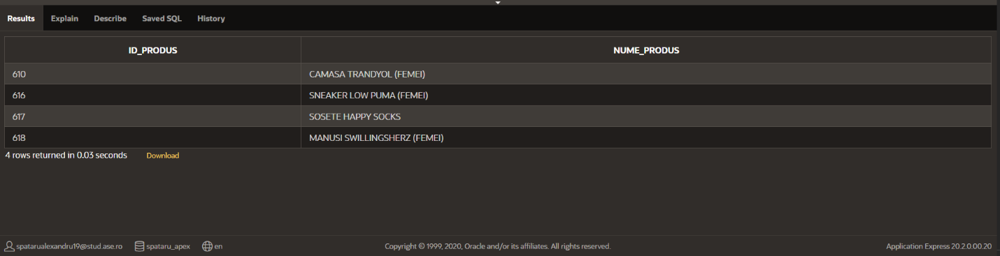 Results Explain Describe Saved SQL History
ID_PRODUS NUME_PRODUS
610 CAMASA TRANDYOL (FEMEI)
616 SNEAKER LOW PUMA (FEMEI)
617 SOSETE HAPPY SOCKS
618 MANUSI SWILLINGSHERZ (FEMEI)
4 rows returned in 0.03 seconds Download
spatarualexandru19@stud.ase.ro spataru_apex en Copyright © 1999, 2020, Oracle and/or its affiliates. All rights reserved. Application Express 20.2.0.00.20